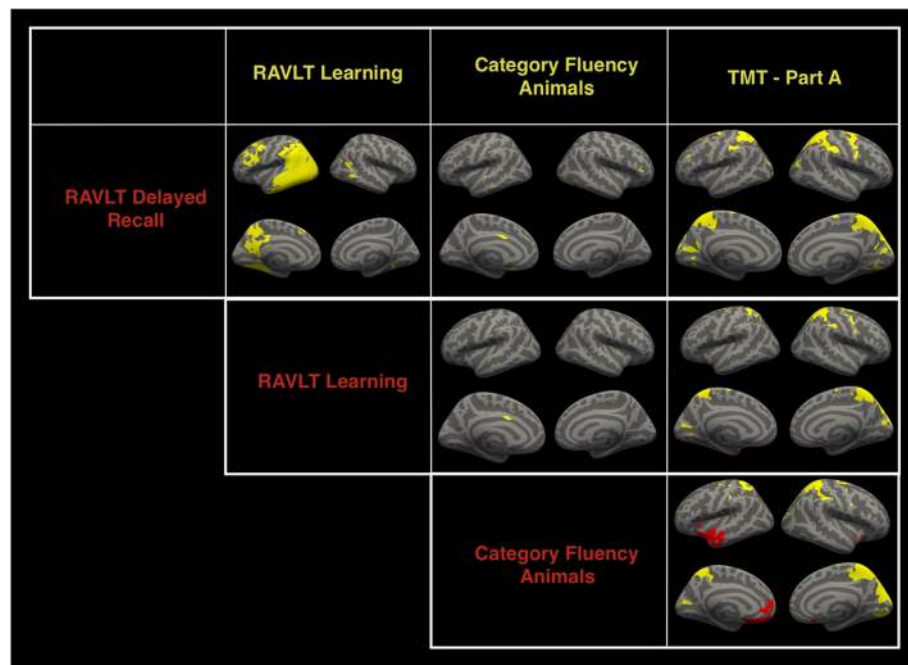 RAVLT Learning
Category Fluency
Animals
TMT - Part A
RAVLT Delayed
Recall
RAVLT Learning
Category Fluency
Animals